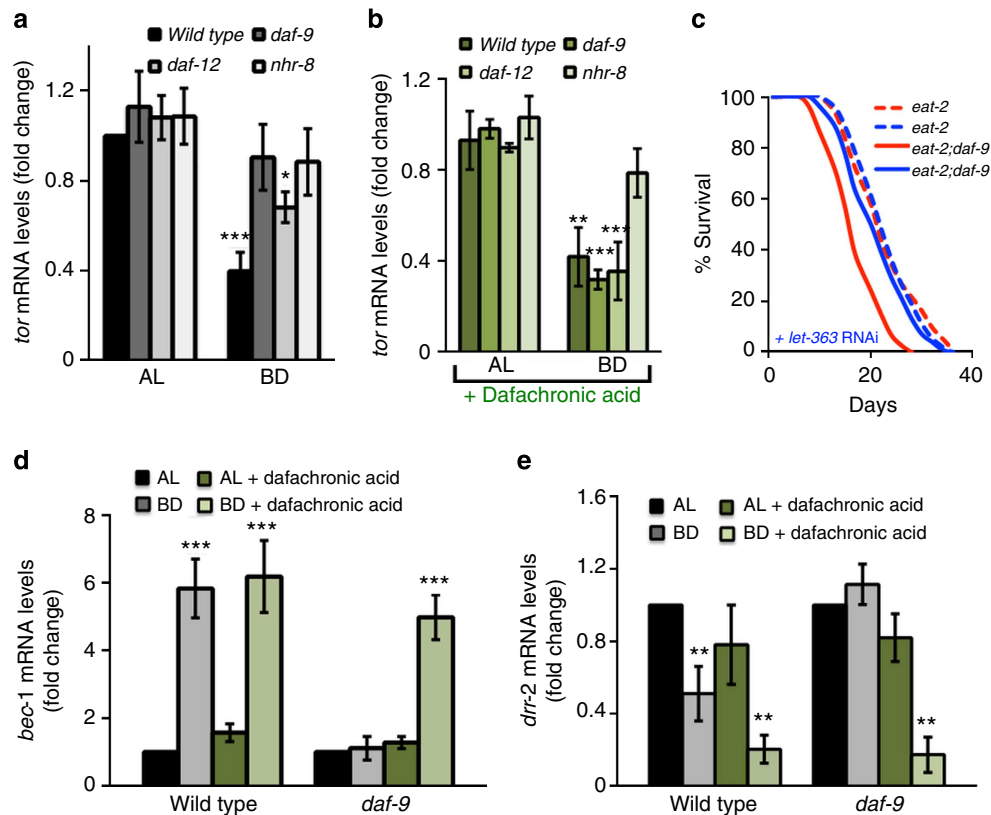 a
Wild type daf-9
daf-12 nhr-8
tor mRNA levels (fold change)
1.2
0.8
0.4
0
***
*
AL BD
b
Wild type daf-9
daf-12 nhr-8
tor mRNA levels (fold change)
1.2
0.8
0.4
0
**
***
***
AL BD
+ Dafachronic acid
c
% Survival
100
80
60
40
20
0
eat-2
eat-2
eat-2;daf-9
eat-2;daf-9
+ let-363 RNAi
0 20 40
Days
d
AL AL + dafachronic acid
BD BD + dafachronic acid
bec-1 mRNA levels
(fold change)
8
6
4
2
0
*** *** ***
Wild type daf-9
e
AL AL + dafachronic acid
BD BD + dafachronic acid
drr-2 mRNA levels
(fold change)
1.6
1.2
0.8
0.4
0
** ** **
Wild type daf-9